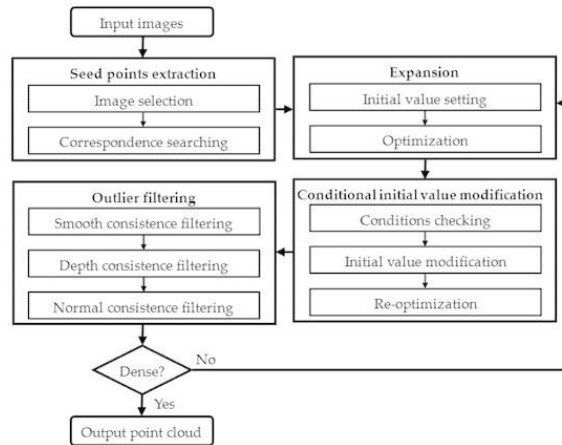 Input images
Seed points extraction
Image selection
Correspondence searching
Expansion
Initial value setting
Optimization
Conditional initial value modification
Conditions checking
Initial value modification
Re-optimization
Outlier filtering
Smooth consistence filtering
Depth consistence filtering
Normal consistence filtering
Dense?
No
Yes
Output point cloud